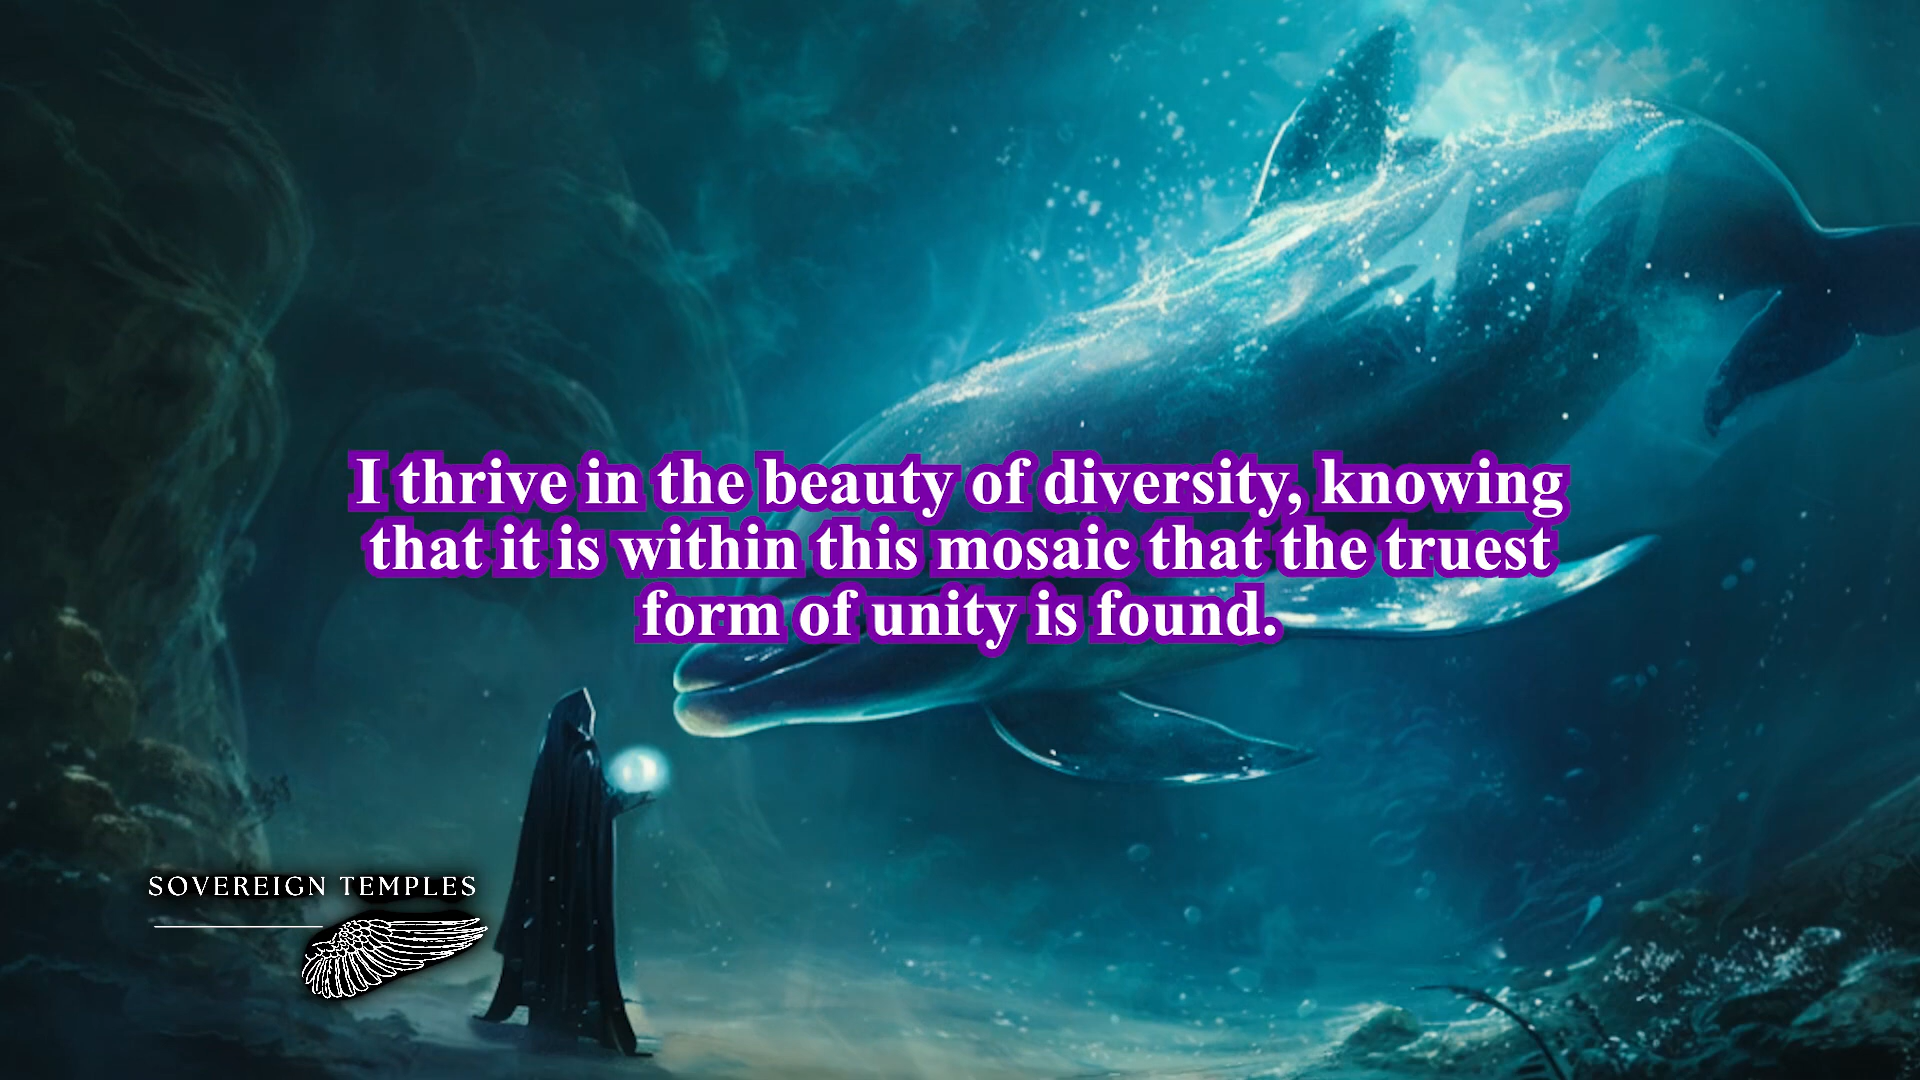 I thrive in the beauty of diversity, knowing
that it is within this mosaic that the truest
form of unity is found.
SOVEREIGN TEMPLES